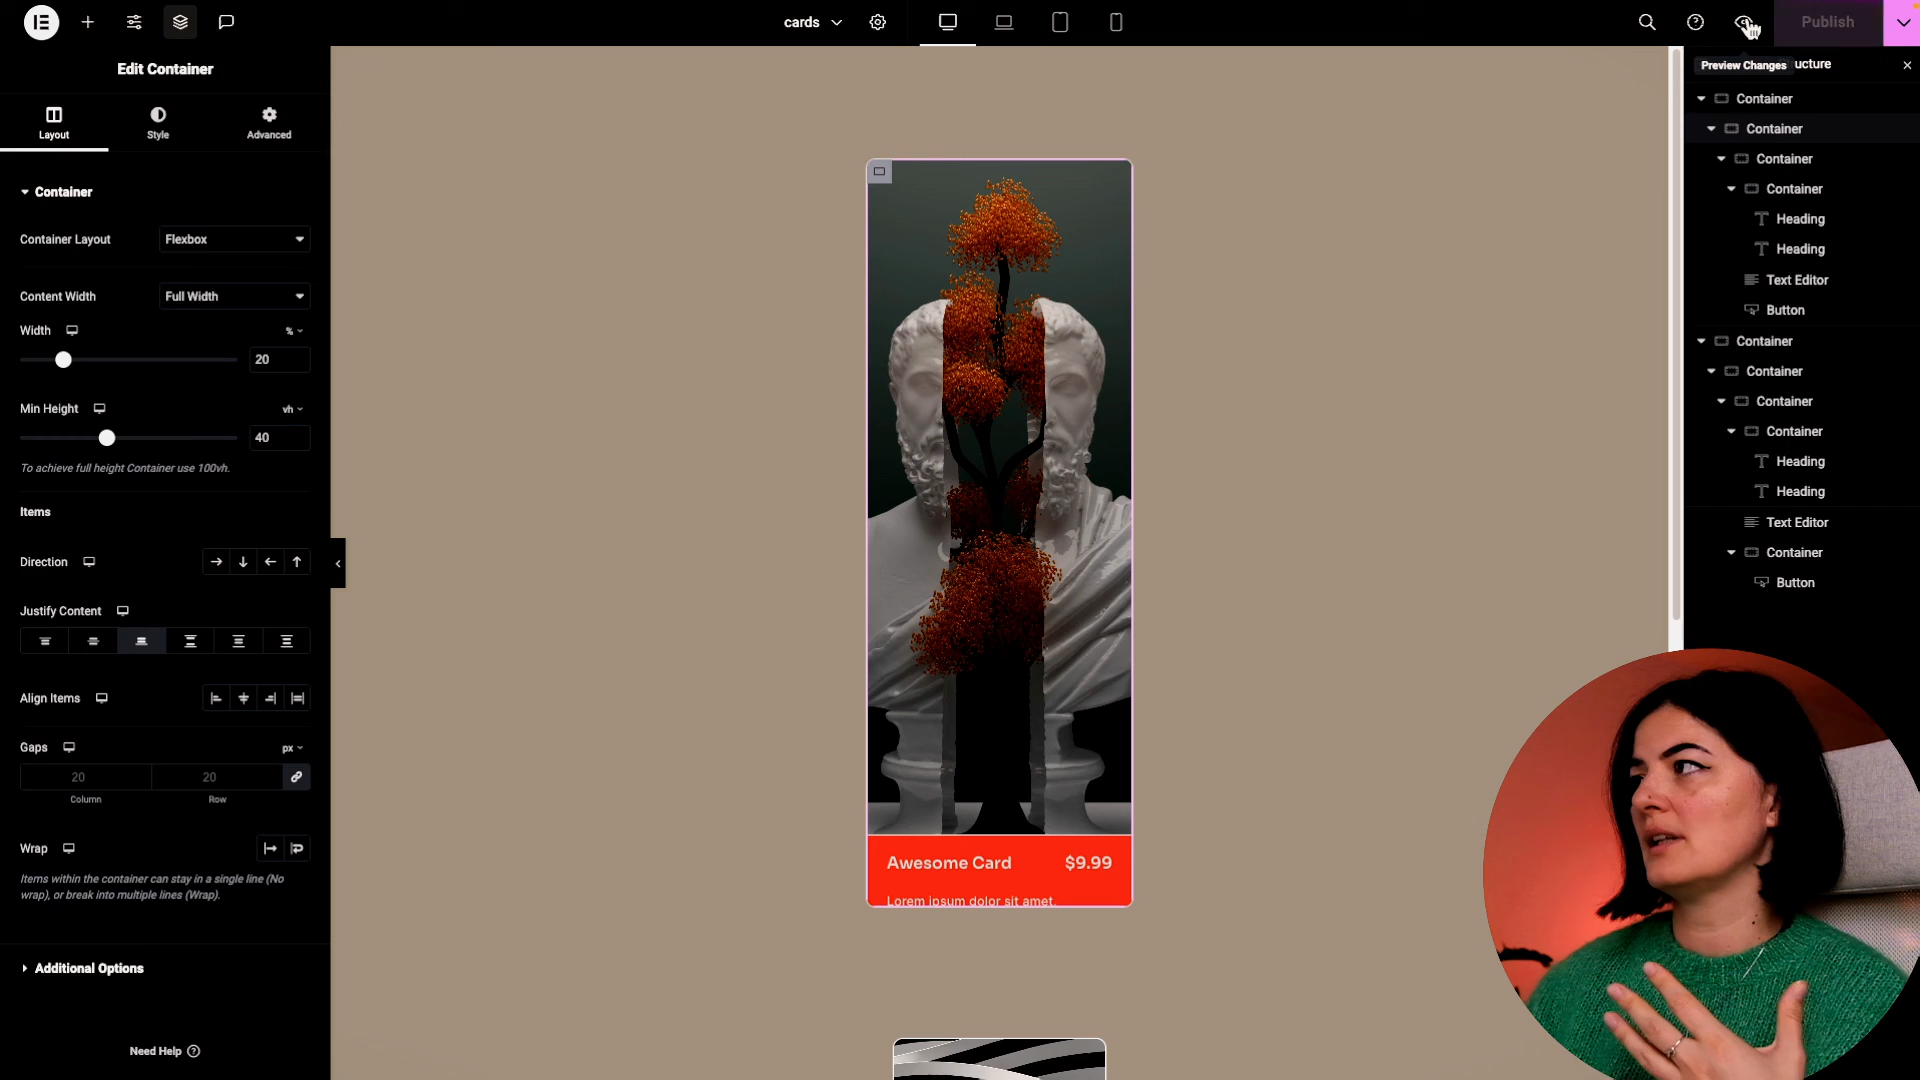 cards
Publish
Preview Changes
ucture
Edit Container
Layout
Style
Advanced
Container
Container Layout
Flexbox
Content Width
Full Width
Width
%
20
Min Height
vh
40
To achieve full height Container use 100vh.
Items
Direction
Justify Content
Align Items
Gaps
px
20
20
Column
Row
Wrap
Items within the container can stay in a single line (No
wrap), or break into multiple lines (Wrap).
Additional Options
Need Help
Awesome Card
$9.99
Lorem ipsum dolor sit amet,
Container
Container
Container
Container
Heading
Heading
Text Editor
Button
Container
Container
Container
Container
Heading
Heading
Text Editor
Container
Button